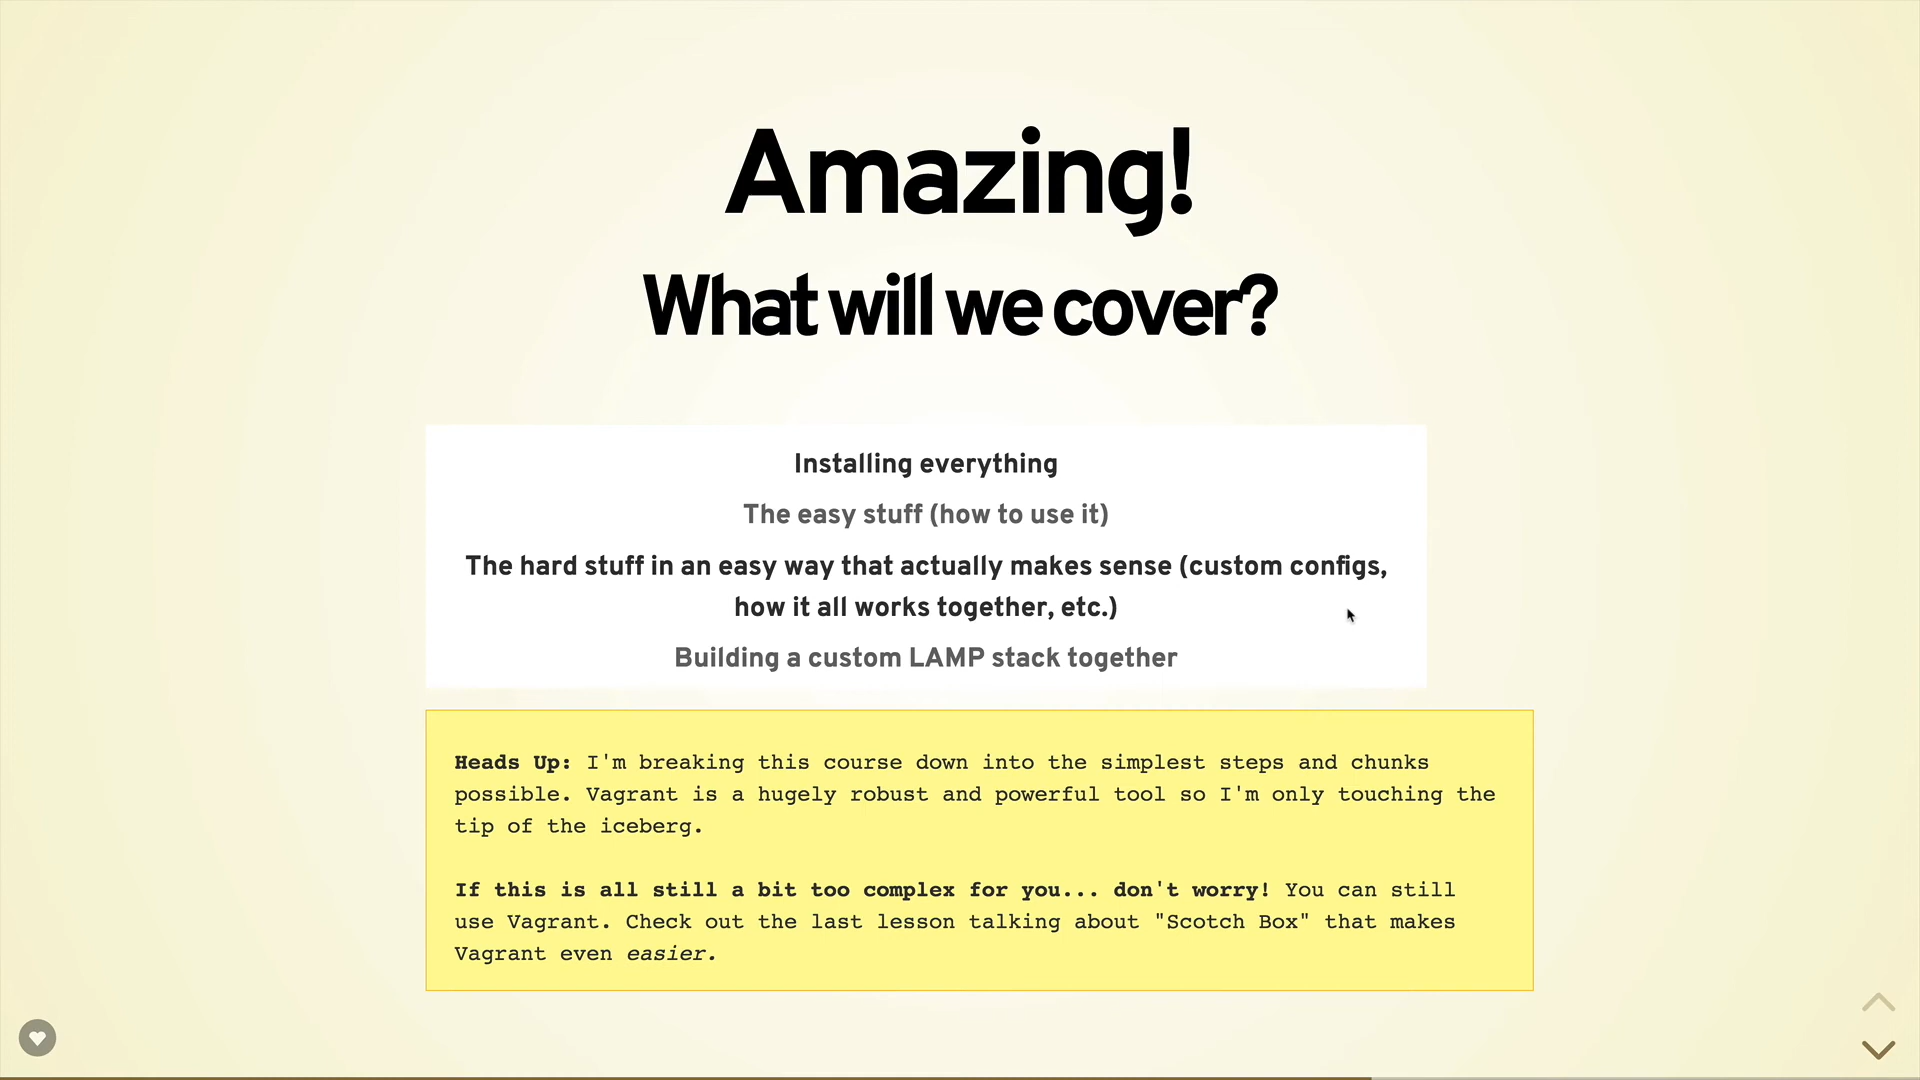 Amazing!
What will we cover?
Installing everything
The easy stuff (how to use it)
The hard stuff in an easy way that actually makes sense (custom configs,
how it all works together, etc.)
Building a custom LAMP stack together
Heads Up: I'm breaking this course down into the simplest steps and chunks
possible. Vagrant is a hugely robust and powerful tool so I'm only touching the
tip of the iceberg.
If this is all still a bit too complex for you... don't worry! You can still
use Vagrant. Check out the last lesson talking about "Scotch Box" that makes
Vagrant even easier.